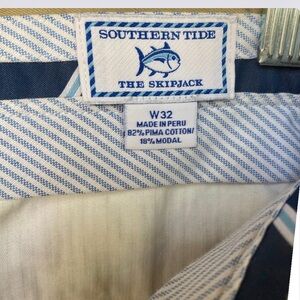 SOUTHERN TIDE
THE SKIPJACK
W32
MADE IN PERU
82% PIMA COTTON/
18% MODAL